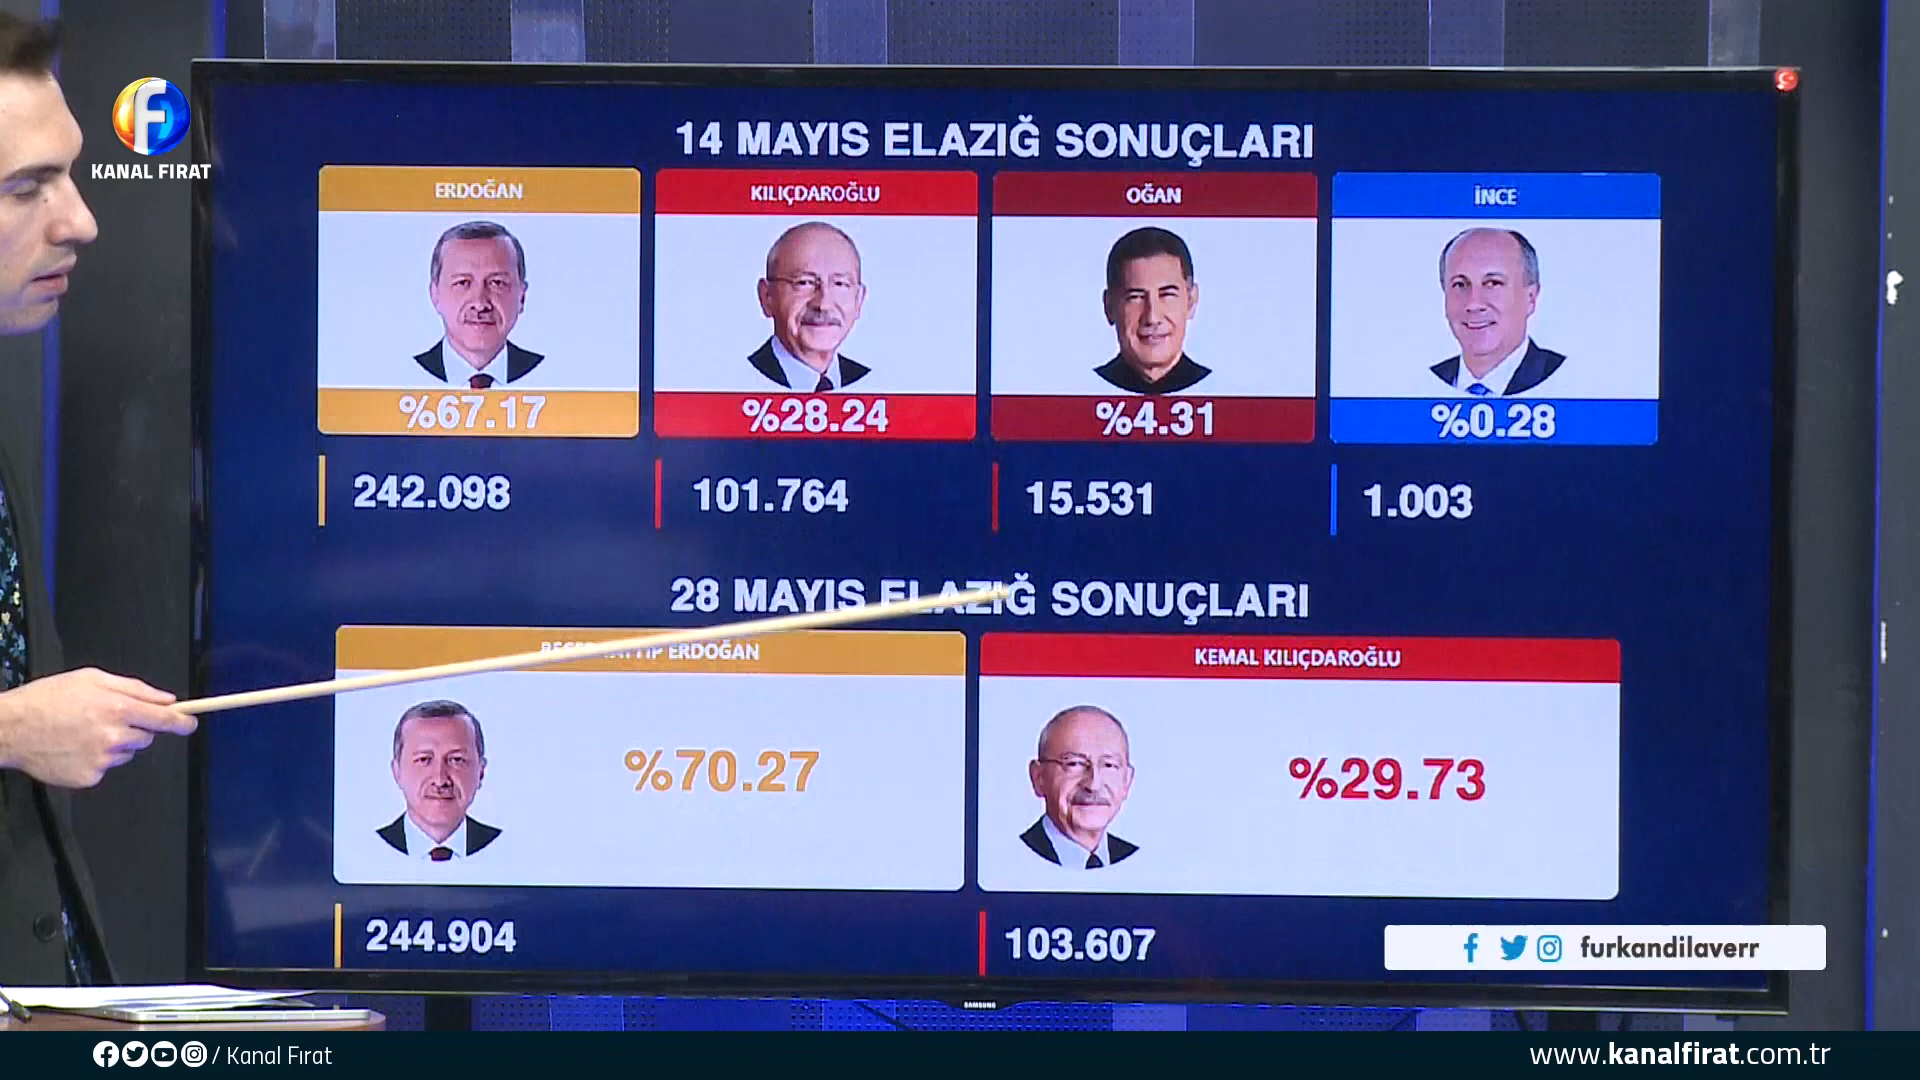 KANAL FIRAT
14 MAYIS ELAZIĞ SONUÇLARI
ERDOĞAN
KILIÇDAROĞLU
OĞAN
İNCE
%67.17
%28.24
%4.31
%0.28
242.098
101.764
15.531
1.003
28 MAYIS ELAZIĞ SONUÇLARI
ERDOĞAN
KEMAL KILIÇDAROĞLU
%70.27
%29.73
244.904
103.607
furkandilaverr
SAMSUNG
/ Kanal Fırat
www.kanalfirat.com.tr